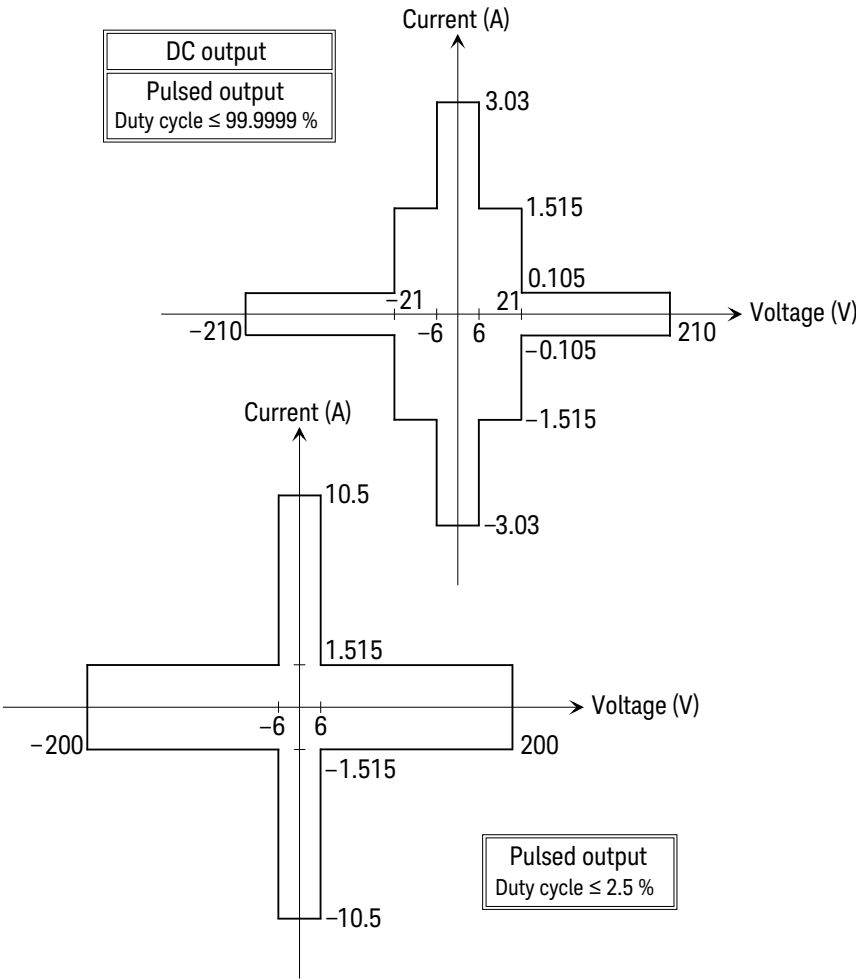 Current (A)
DC output
Pulsed output
Duty cycle ≤ 99.9999 %
3.03
1.515
0.105
−21
21
Voltage (V)
−210
−6
6
210
−0.105
−1.515
−3.03
Current (A)
10.5
1.515
Voltage (V)
−6
6
−200
200
−1.515
Pulsed output
Duty cycle ≤ 2.5 %
−10.5